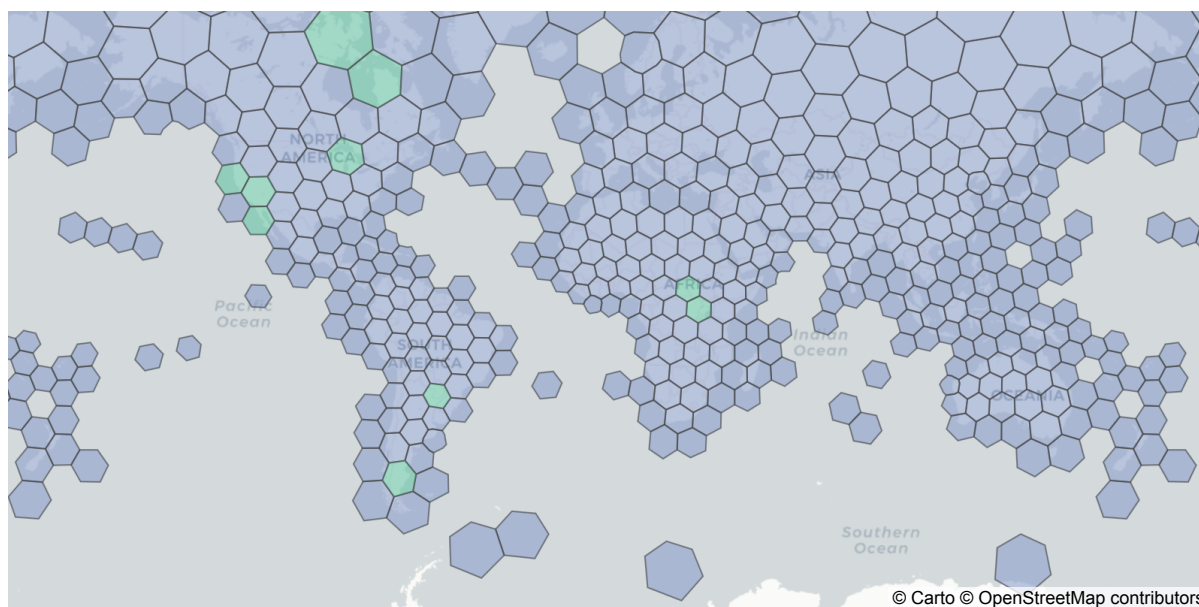 NORTH
AMERICA
ASIA
AFRICA
Pacific
Ocean
Indian
Ocean
SOUTH
AMERICA
OCEANIA
Southern
Ocean
© Carto © OpenStreetMap contributors